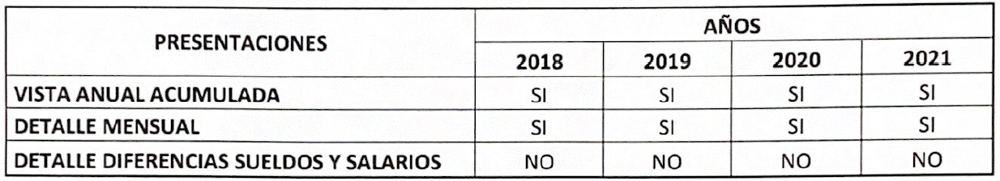 PRESENTACIONES AÑOS
2018 2019 2020 2021
VISTA ANUAL ACUMULADA SI SI SI SI
DETALLE MENSUAL SI SI SI SI
DETALLE DIFERENCIAS SUELDOS Y SALARIOS NO NO NO NO